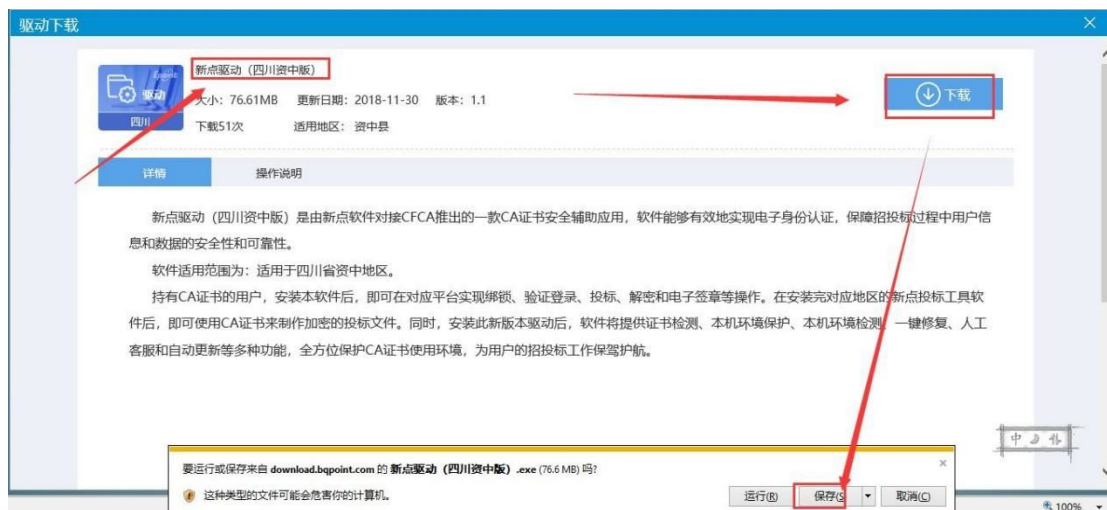 驱动下载
新点驱动（四川资中版）
Epoint
驱动
四川
大小：76.61MB 更新日期：2018-11-30 版本：1.1
下载51次 适用地区：资中县
下载
详情 操作说明
新点驱动（四川资中版）是由新点软件对接CFCA推出的一款CA证书安全辅助应用，软件能够有效地实现电子身份认证，保障招投标过程中用户信
息和数据的安全性和可靠性。
软件适用范围为：适用于四川省资中地区。
持有CA证书的用户，安装本软件后，即可在对应平台实现绑锁、验证登录、投标、解密和电子签章等操作。在安装完对应地区的新点投标工具软
件后，即可使用CA证书来制作加密的投标文件。同时，安装此新版本驱动后，软件将提供证书检测、本机环境保护、本机环境检测、一键修复、人工
客服和自动更新等多种功能，全方位保护CA证书使用环境，为用户的招投标工作保驾护航。
中
要运行或保存来自 download.bqpoint.com 的 新点驱动（四川资中版）.exe (76.6 MB) 吗?
这种类型的文件可能会危害你的计算机。
运行(R) 保存(S) 取消(C)
100%